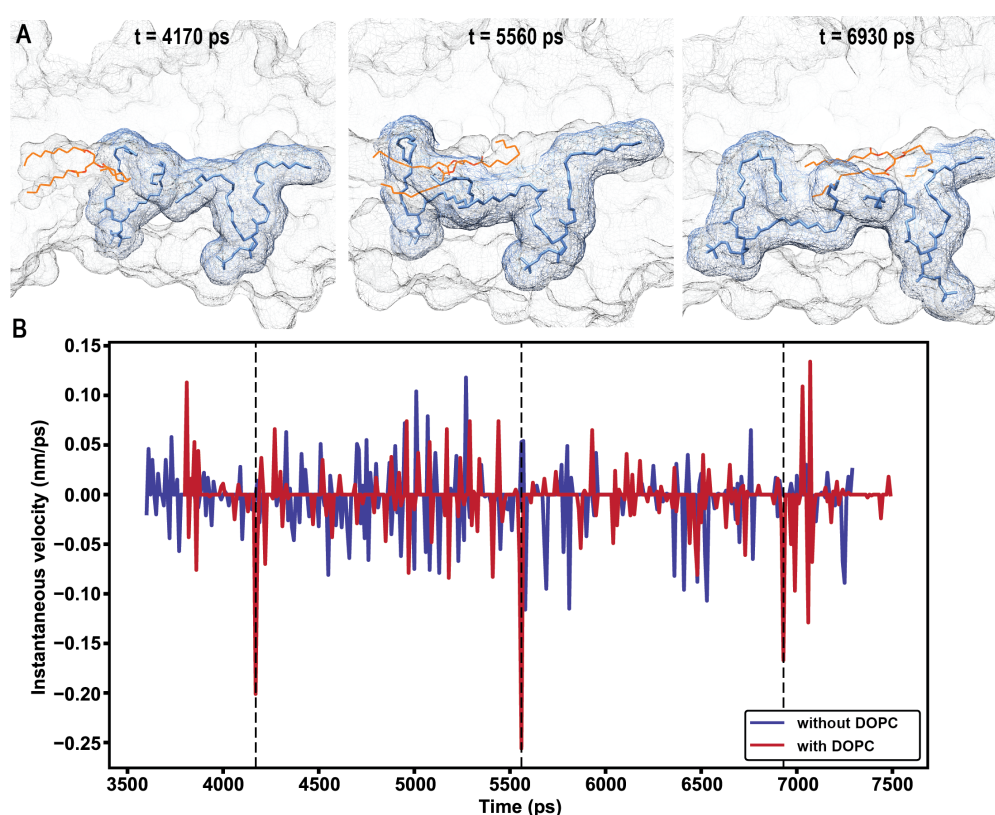 A
t = 4170 ps
t = 5560 ps
t = 6930 ps
B
Instantaneous velocity (nm/ps)
0.15
0.10
0.05
0.00
−0.05
−0.10
−0.15
−0.20
−0.25
without DOPC
with DOPC
3500 4000 4500 5000 5500 6000 6500 7000 7500
Time (ps)